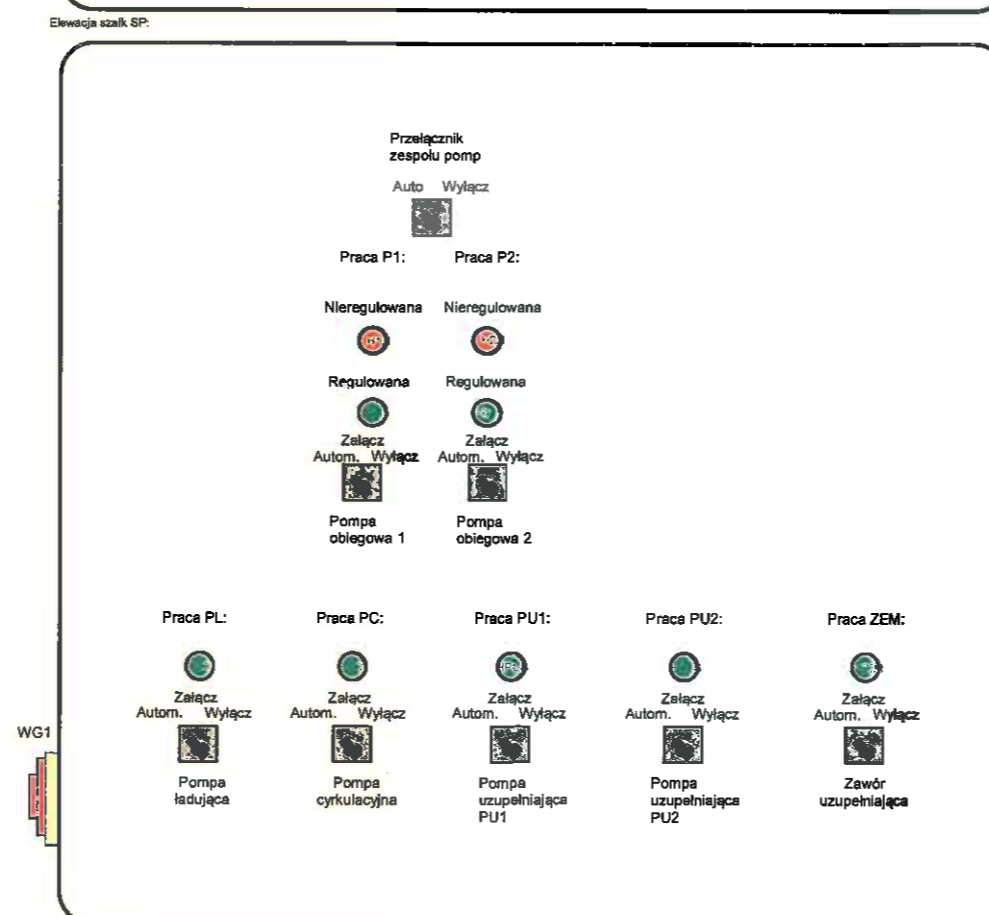 Elewacja szafk SP:
Przełącznik
zespołu pomp
Auto Wyłącz
Praca P1: Praca P2:
Nieregulowana Nieregulowana
Regulowana Regulowana
Załącz Załącz
Autom. Wyłącz Autom. Wyłącz
Pompa Pompa
obiegowa 1 obiegowa 2
Praca PL: Praca PC: Praca PU1: Praca PU2: Praca ZEM:
Załącz Załącz Załącz Załącz Załącz
Autom. Wyłącz Autom. Wyłącz Autom. Wyłącz Autom. Wyłącz Autom. Wyłącz
WG1
Pompa Pompa Pompa Pompa Zawór
ładująca cyrkulacyjna uzupełniająca uzupełniająca uzupełniająca
PU1 PU2